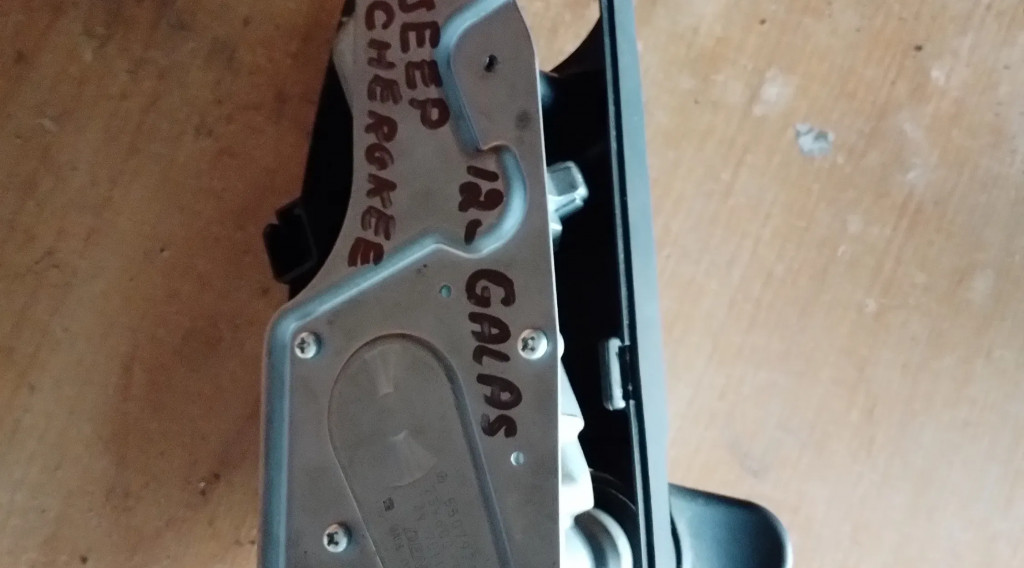 JEEP
CHEROKEE
12- GALAS